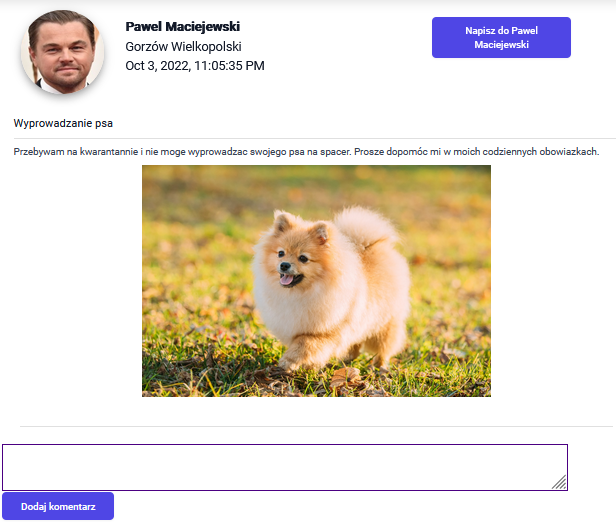 Pawel Maciejewski
Gorzów Wielkopolski
Oct 3, 2022, 11:05:35 PM
Napisz do Pawel
Maciejewski
Wyprowadzanie psa
Przebywam na kwarantannie i nie moge wyprowadzac swojego psa na spacer. Prosze dopomóc mi w moich codziennych obowiazkach.
Dodaj komentarz